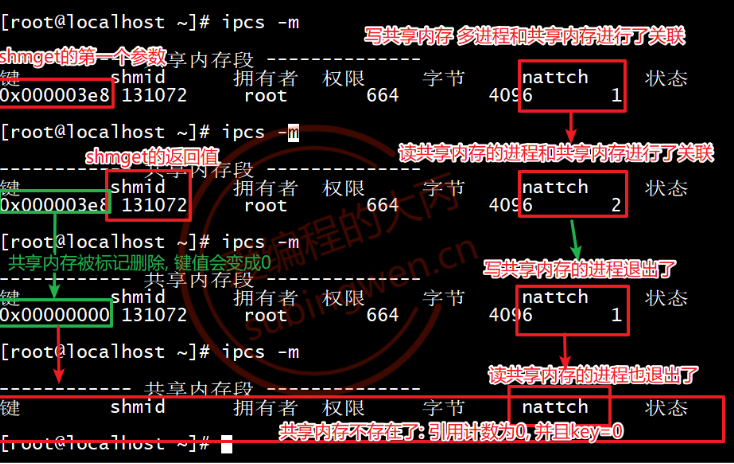 [root@localhost ~]# ipcs -m
写共享内存 多进程和共享内存进行了关联
shmget的第一个参数
共享内存段 --------------
键 shmid 拥有者 权限 字节 nattch 状态
0x000003e8 131072 root 664 4096 1
[root@localhost ~]# ipcs -m
shmget的返回值
读共享内存的进程和共享内存进行了关联
------------ 共享内存段 --------------
键 shmid 拥有者 权限 字节 nattch 状态
0x000003e8 131072 root 664 4096 2
[root@localhost ~]# ipcs -m
共享内存被标记删除, 键值会变成0
写共享内存的进程退出了
------------ 共享内存段 --------------
键 shmid 拥有者 权限 字节 nattch 状态
0x00000000 131072 root 664 4096 1
[root@localhost ~]# ipcs -m
读共享内存的进程也退出了
------------ 共享内存段 --------------
键 shmid 拥有者 权限 字节 nattch 状态
共享内存不存在了: 引用计数为0, 并且key=0
[root@localhost ~]#
爱编程的大丙
subingwen.cn